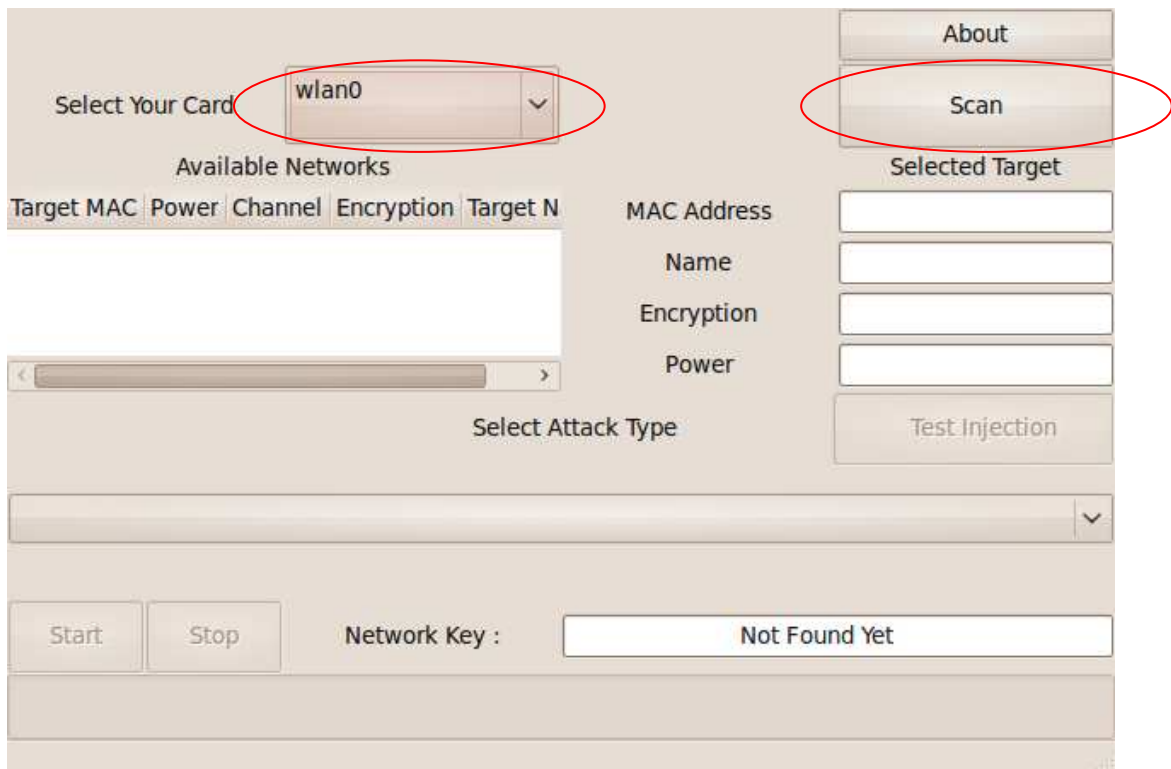 About
Select Your Card
wlan0
Scan
Available Networks
Selected Target
Target MAC Power Channel Encryption Target N
MAC Address
Name
Encryption
Power
Select Attack Type
Test Injection
Start
Stop
Network Key :
Not Found Yet